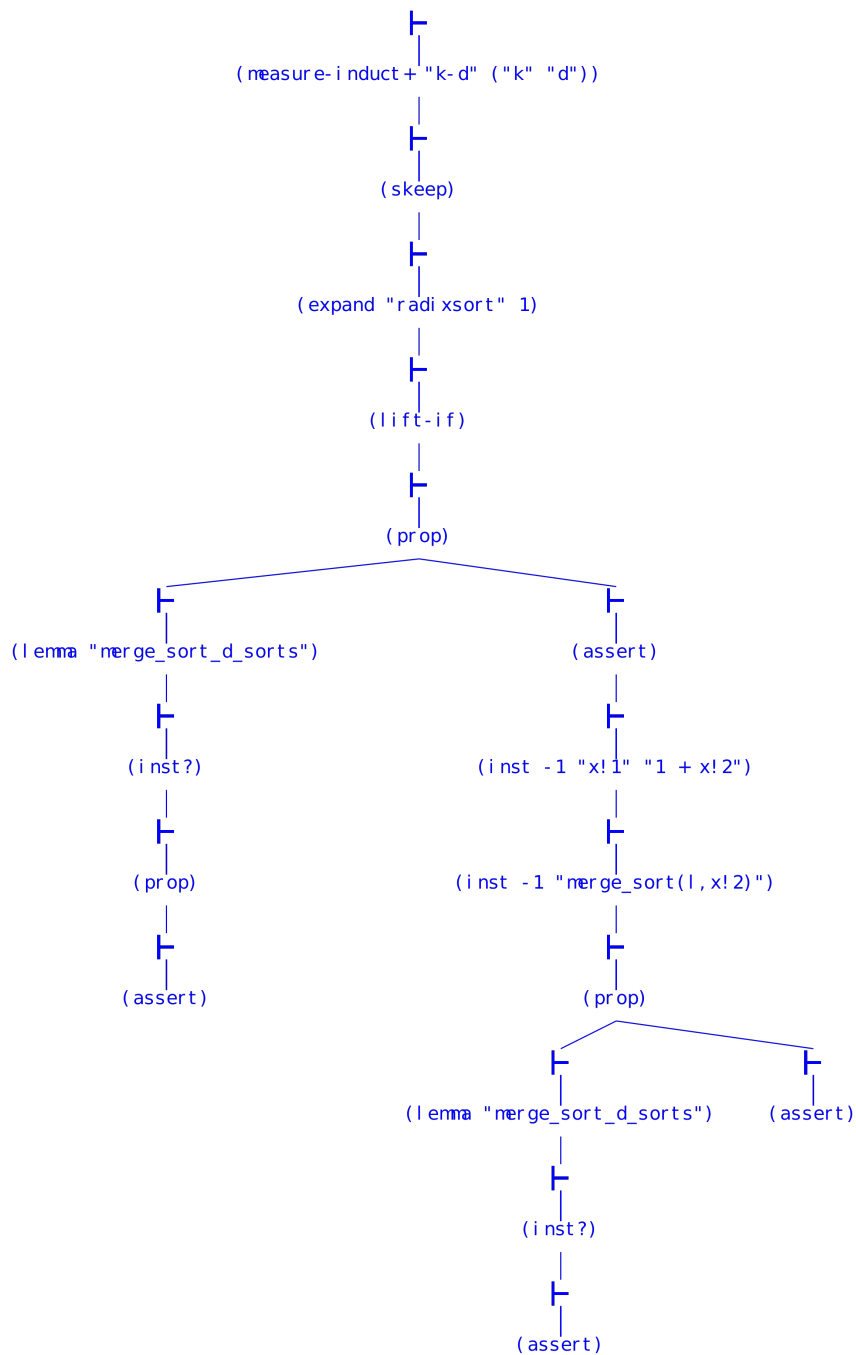 (measure-induct+ "k-d" ("k" "d"))
(skeep)
(expand "radixsort" 1)
(lift-if)
(prop)
(lemma "merge_sort_d_sorts")
(assert)
(inst?)
(inst -1 "x!1" "1 + x!2")
(prop)
(inst -1 "merge_sort(l,x!2)")
(assert)
(prop)
(lemma "merge_sort_d_sorts")
(assert)
(inst?)
(assert)